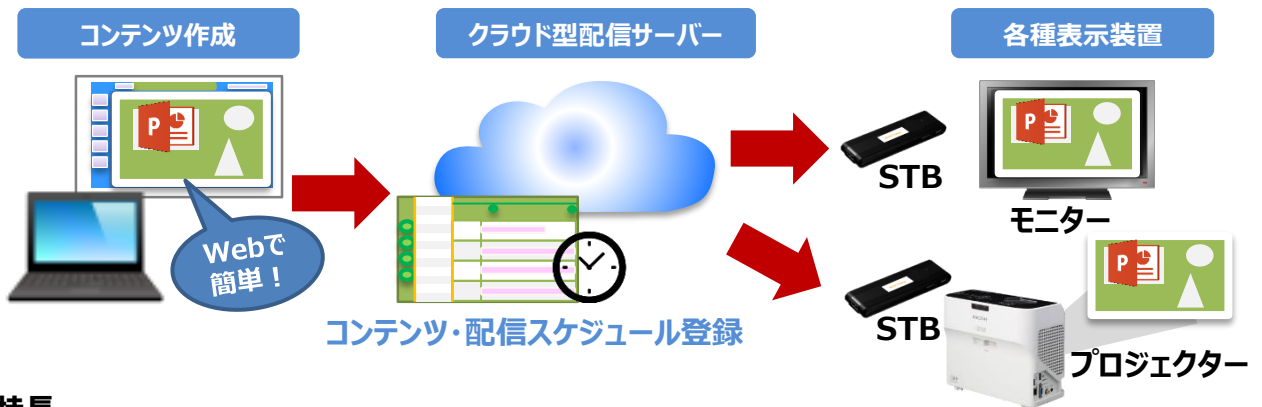 コンテンツ作成
クラウド型配信サーバー
各種表示装置
P
P
STB
モニター
Webで
簡単！
P
STB
RICOH
プロジェクター
コンテンツ・配信スケジュール登録
特長